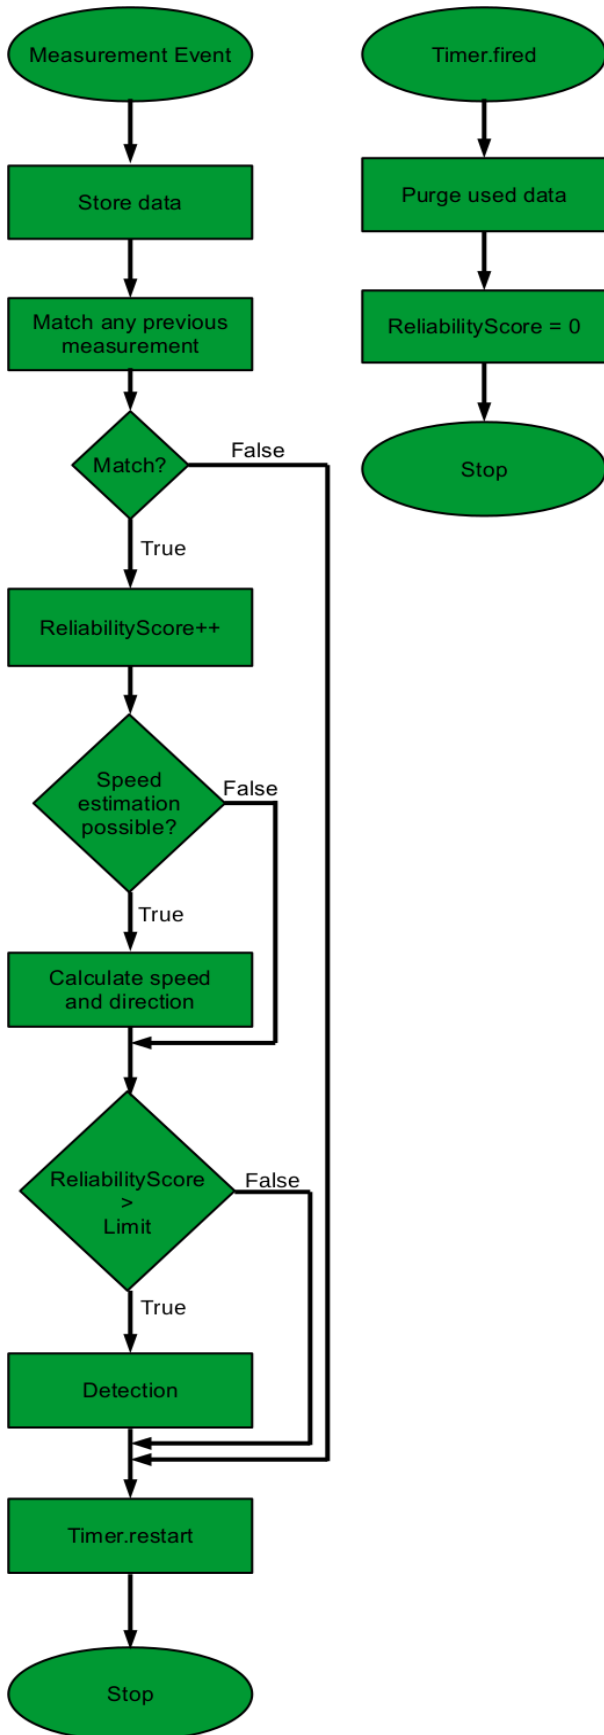 Measurement Event
Store data
Match any previous
measurement
Match?
False
True
ReliabilityScore++
Speed
estimation
possible?
False
True
Calculate speed
and direction
ReliabilityScore
>
Limit
False
True
Detection
Timer.restart
Stop
Timer.fired
Purge used data
ReliabilityScore = 0
Stop